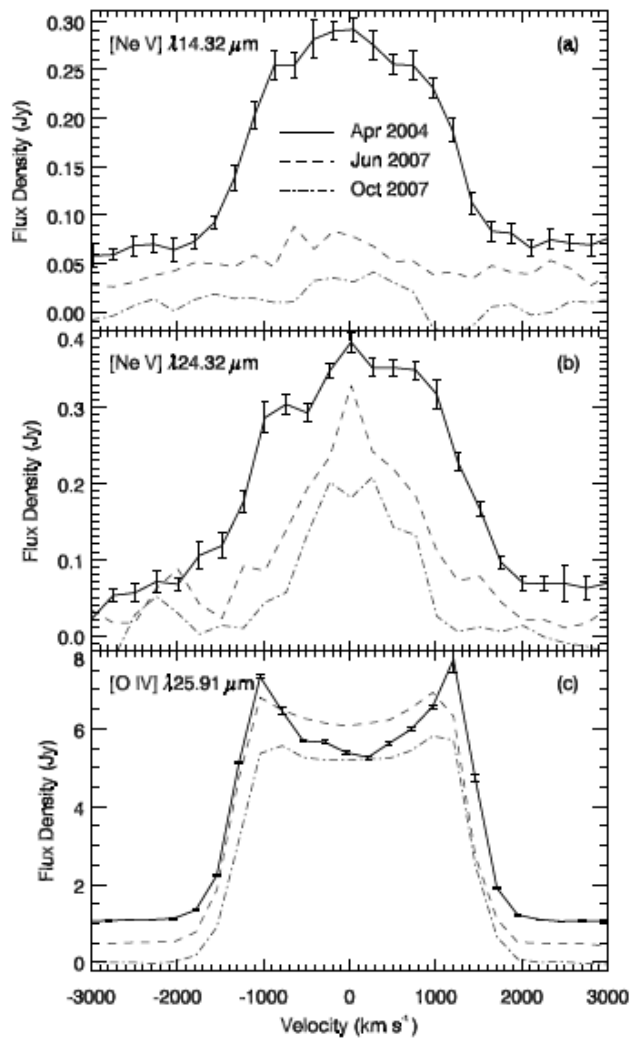 [Ne V] λ14.32 μm
(a)
Apr 2004
Jun 2007
Oct 2007
0.30
0.25
0.20
0.15
0.10
0.05
0.00
Flux Density (Jy)
[Ne V] λ24.32 μm
(b)
0.4
0.3
0.2
0.1
0.0
Flux Density (Jy)
[O IV] λ25.91 μm
(c)
8
6
4
2
0
Flux Density (Jy)
-3000 -2000 -1000 0 1000 2000 3000
Velocity (km s⁻¹)